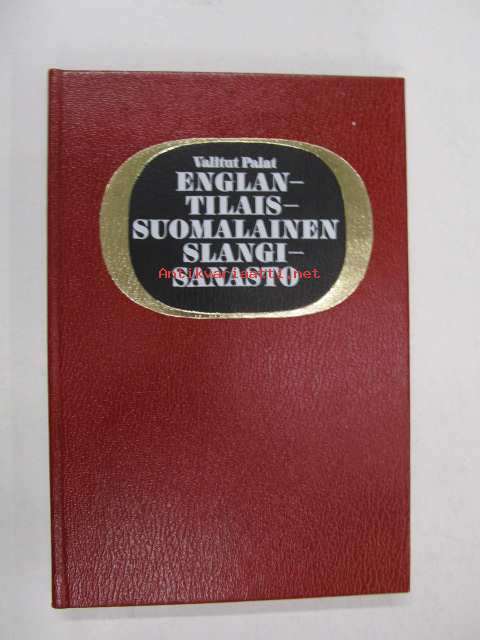 Valitut Palat
ENGLAN-
TILAIS-
SUOMALAINEN
SLANGI-
Antikvariaatti.net
SANASTO